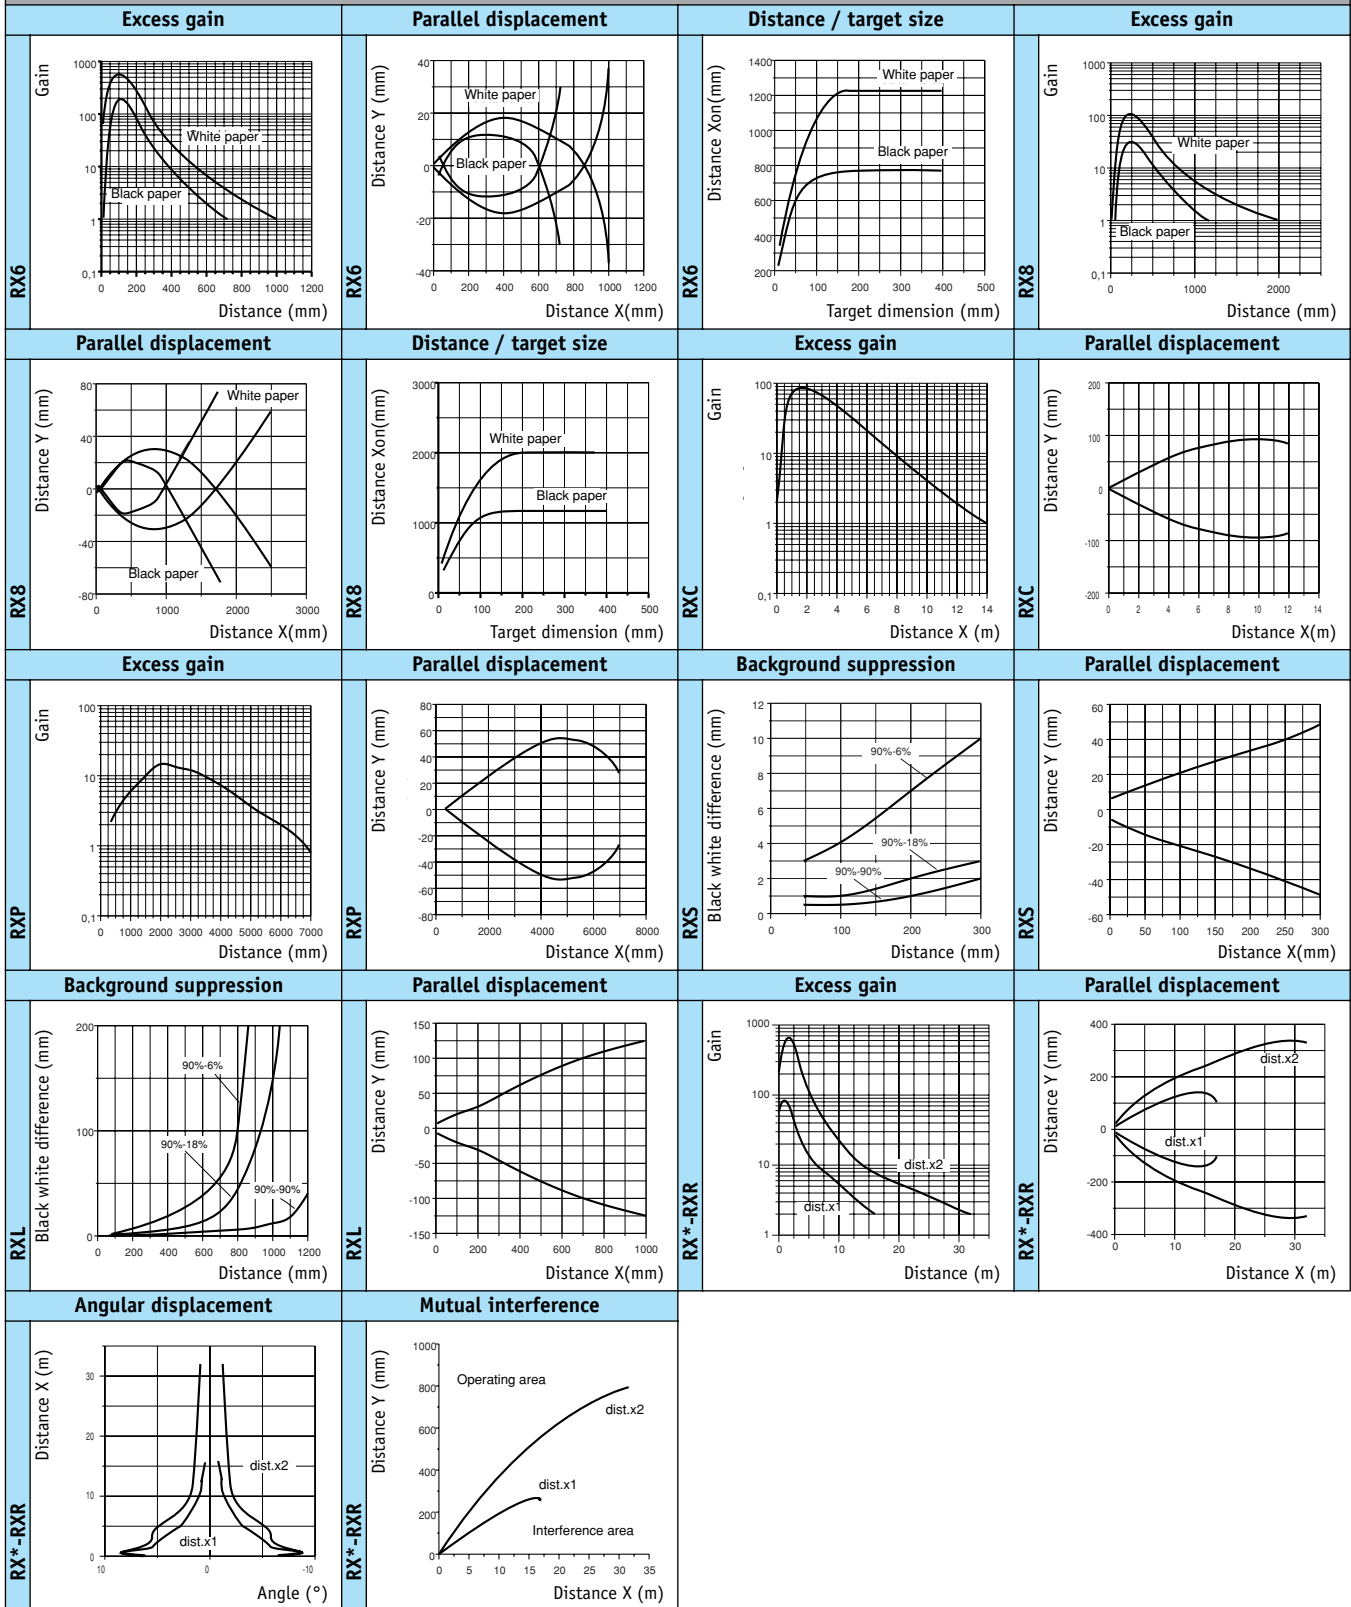 Excess gain
Parallel displacement
Distance / target size
Excess gain
RX6
Gain
1000
100
10
1
0,1
White paper
Black paper
0 200 400 600 800 1000 1200
Distance (mm)
RX6
Distance Y (mm)
40
20
0
-20
-40
White paper
Black paper
0 200 400 600 800 1000 1200
Distance X(mm)
RX6
Distance Xon(mm)
1400
1200
1000
800
600
400
200
White paper
Black paper
0 100 200 300 400 500
Target dimension (mm)
RX8
Gain
1000
100
10
1
0,1
White paper
Black paper
0 1000 2000
Distance (mm)
Parallel displacement
Distance / target size
Excess gain
Parallel displacement
RX8
Distance Y (mm)
80
40
0
-40
-80
White paper
Black paper
0 1000 2000 3000
Distance X(mm)
RX8
Distance Xon(mm)
3000
2000
1000
0
White paper
Black paper
0 100 200 300 400 500
Target dimension (mm)
RXC
Gain
100
10
1
0,1
0 2 4 6 8 10 12 14
Distance X (m)
RXC
Distance Y (mm)
200
100
0
-100
-200
0 2 4 6 8 10 12 14
Distance X(m)
Excess gain
Parallel displacement
Background suppression
Parallel displacement
RXP
Gain
100
10
1
0,1
0 1000 2000 3000 4000 5000 6000 7000
Distance (mm)
RXP
Distance Y (mm)
80
60
40
20
0
-20
-40
-60
-80
0 2000 4000 6000 8000
Distance X(mm)
RXS
Black white difference (mm)
12
10
8
6
4
2
0
90%-6%
90%-18%
90%-90%
0 100 200 300
Distance (mm)
RXS
Distance Y (mm)
60
40
20
0
-20
-40
-60
0 50 100 150 200 250 300
Distance X(mm)
Background suppression
Parallel displacement
Excess gain
Parallel displacement
RXL
Black white difference (mm)
200
100
0
90%-6%
90%-18%
90%-90%
0 200 400 600 800 1000 1200
Distance (mm)
RXL
Distance Y (mm)
150
100
50
0
-50
-100
-150
0 200 400 600 800 1000
Distance X(mm)
RX*-RXR
Gain
1000
100
10
1
dist.x2
dist.x1
0 10 20 30
Distance (m)
RX*-RXR
Distance Y (mm)
400
200
0
-200
-400
dist.x2
dist.x1
0 10 20 30
Distance X (m)
Angular displacement
Mutual interference
RX*-RXR
Distance X (m)
30
20
10
0
dist.x2
dist.x1
10 0 -10
Angle (°)
RX*-RXR
Distance Y (mm)
1000
800
600
400
200
0
Operating area
dist.x2
dist.x1
Interference area
0 5 10 15 20 25 30 35
Distance X (m)